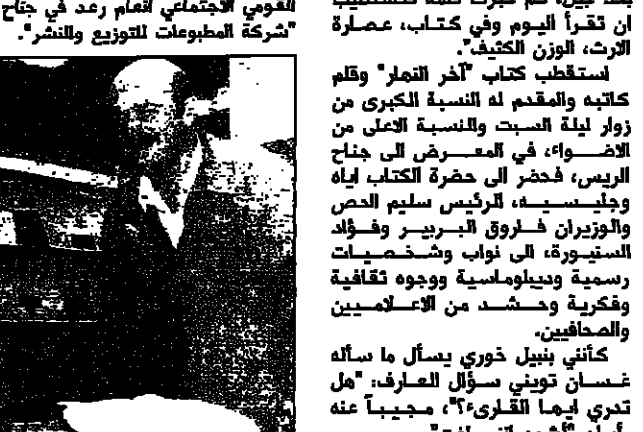 ان تقرأ اليوم وفي كتاب، عصارة
الارث، الوزن الكثيف".
استقطب كتاب "آخر النهار" وقلم
كاتبه والمقدم له النسبة الكبرى من
زوار ليلة السبت والنسبة الاعلى من
الاضواء، في المعرض الى جناح
الريس، فحضر الى حضرة الكتاب اياه
وجليسيه، الرئيس سليم الحص
والوزيران فاروق البربير وفؤاد
السنيورة، الى نواب وشخصيات
رسمية وديبلوماسية ووجوه ثقافية
وفكرية وحشد من الاعلاميين
والصحافيين.
كأنني بنبيل خوري يسأل ما سأله
غسان تويني سؤال العارف: "هل
تدري ايها القارىء؟"، مجيباً عنه
القومي الاجتماعي انعام رعد في جناح
"شركة المطبوعات للتوزيع والنشر".